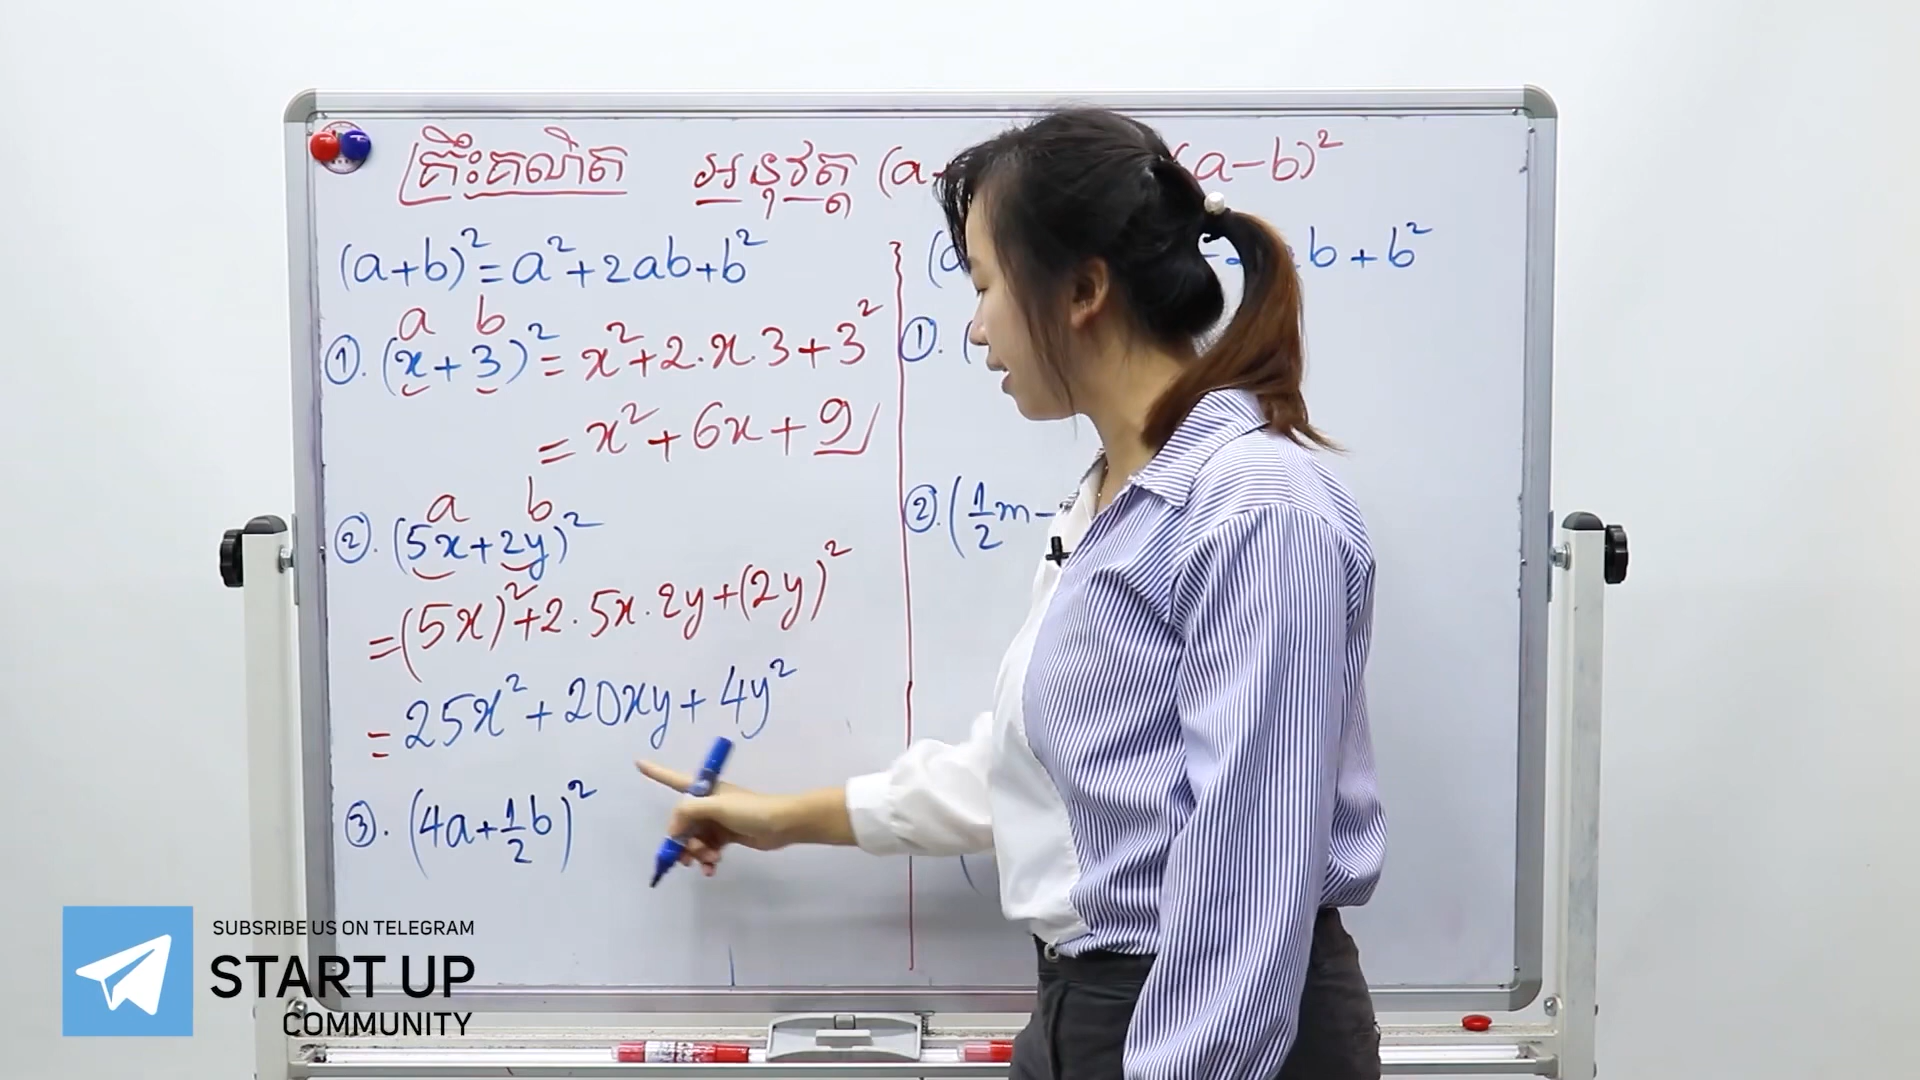 គ្រឹះគណិត អនុវត្ត (a- (a-b)²
(a+b)²=a²+2ab+b²
b+b²
a b
①. (x+3)²=x²+2.x.3+3²
=x²+6x+9
①. (
a b
②. (5x+2y)²
=(5x)²+2.5x.2y+(2y)²
=25x²+20xy+4y²
②. (1/2m-
③. (4a+1/2b)²
SUBSRIBE US ON TELEGRAM
START UP
COMMUNITY